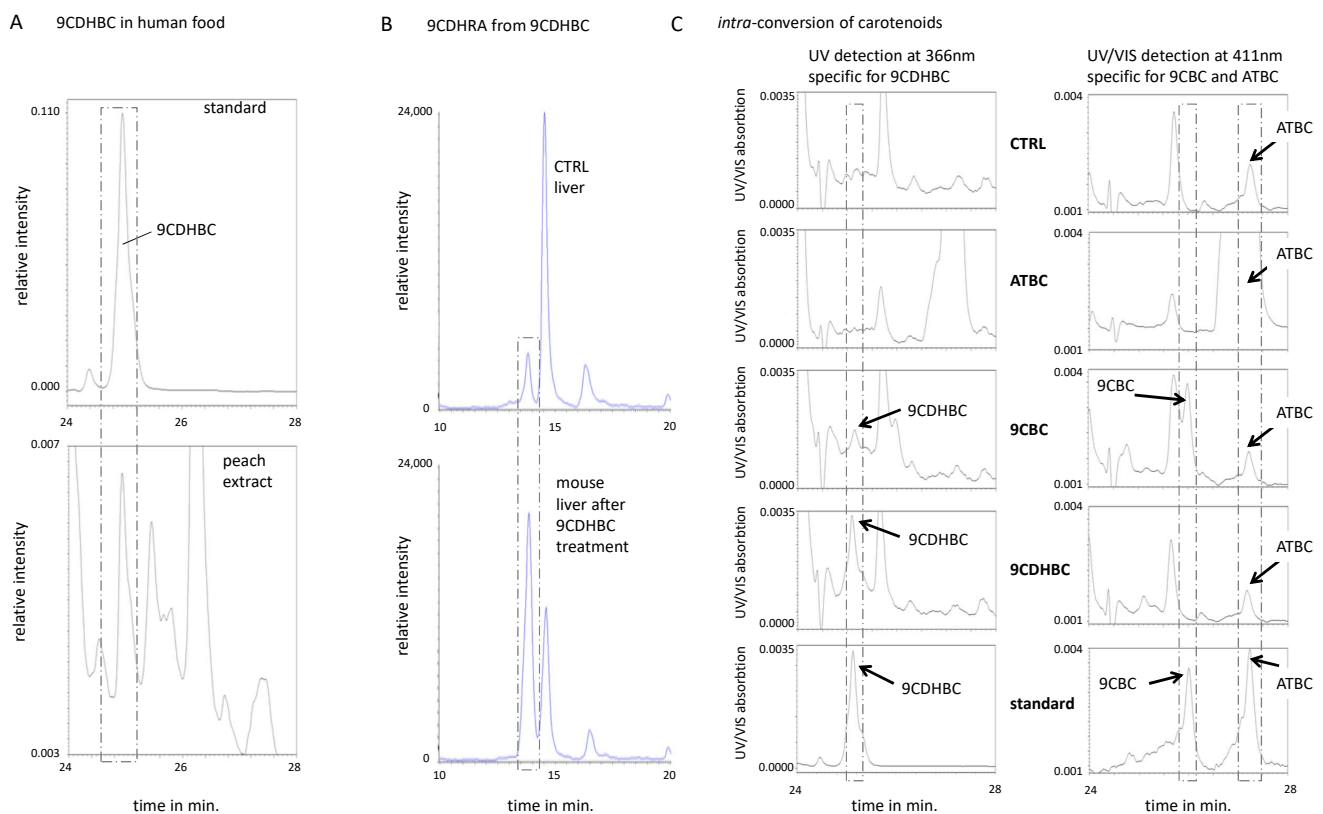 A
9CDHBC in human food
0.110
standard
9CDHBC
relative intensity
0.000
24
26
28
0.007
peach
extract
relative intensity
0.003
24
26
28
time in min.
B
9CDHRA from 9CDHBC
24,000
CTRL
liver
relative intensity
0
10
15
20
24,000
mouse
liver after
9CDHBC
treatment
relative intensity
0
10
15
20
time in min.
C
intra-conversion of carotenoids
UV detection at 366nm
specific for 9CDHBC
UV/VIS detection at 411nm
specific for 9CBC and ATBC
UV/VIS absorbtion
0.0035
0.0000
CTRL
0.004
0.001
ATBC
UV/VIS absorbtion
0.0035
0.0000
ATBC
0.004
0.001
ATBC
UV/VIS absorbtion
0.0035
0.0000
9CDHBC
9CBC
0.004
0.001
9CBC
ATBC
UV/VIS absorbtion
0.0035
0.0000
9CDHBC
9CDHBC
0.004
0.001
ATBC
UV/VIS absorbtion
0.0035
0.0000
9CDHBC
standard
0.004
0.001
9CBC
ATBC
24
28
24
28
time in min.
time in min.